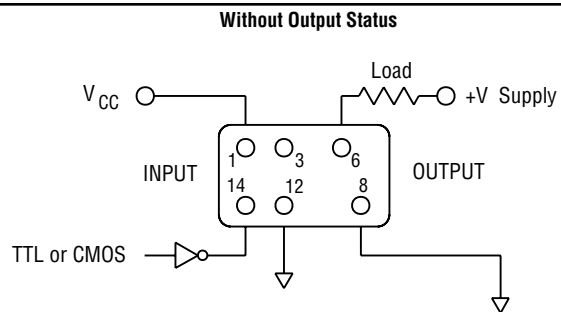 Without Output Status
Load
V CC
+V Supply
1 3 6
INPUT
OUTPUT
14 12 8
TTL or CMOS